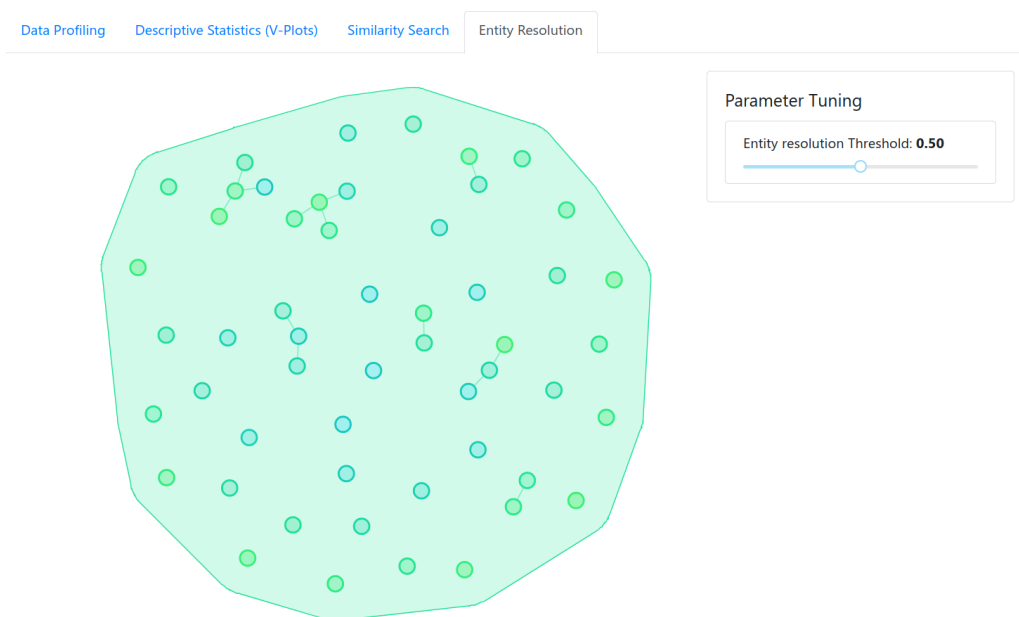 Data Profiling Descriptive Statistics (V-Plots) Similarity Search Entity Resolution
Parameter Tuning
Entity resolution Threshold: 0.50